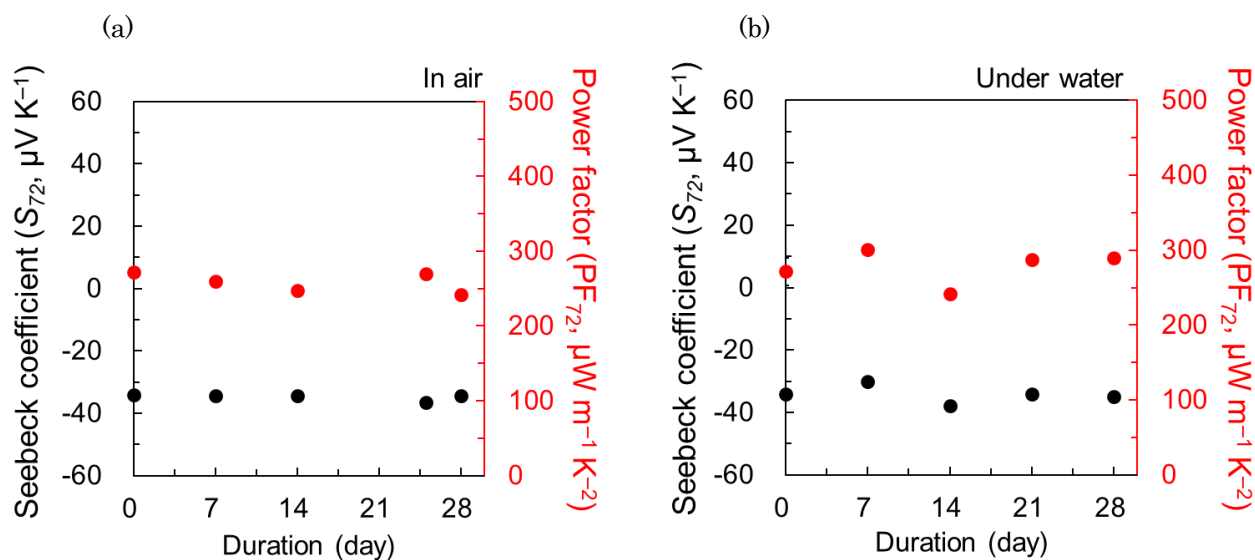 (a)
In air
Seebeck coefficient (S72, µV K−1)
60
40
20
0
-20
-40
-60
0 7 14 21 28
Duration (day)
500
400
300
200
100
0
Power factor (PF72, µW m−1 K−2)
(b)
Under water
Seebeck coefficient (S72, µV K−1)
60
40
20
0
-20
-40
-60
0 7 14 21 28
Duration (day)
500
400
300
200
100
0
Power factor (PF72, µW m−1 K−2)